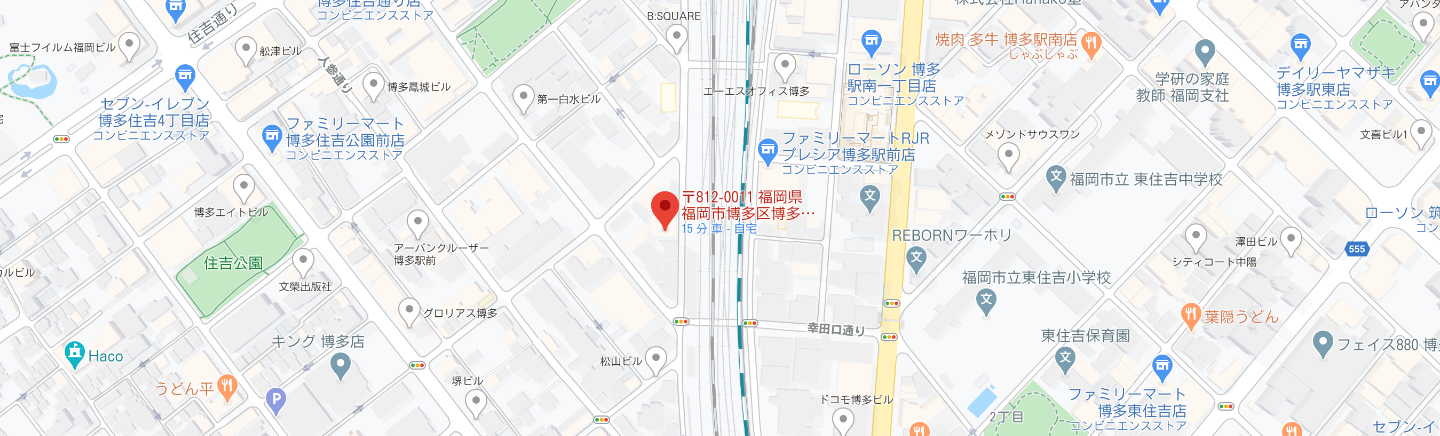 博多住吉通り店
コンビニエンスストア
住吉通り
富士フイルム福岡ビル
舩津ビル
人参通り
博多鳳城ビル
セブン-イレブン
博多住吉4丁目店
コンビニエンスストア
ファミリーマート
博多住吉公園前店
コンビニエンスストア
第一白水ビル
B:SQUARE
エーエスオフィス博多
ローソン 博多
駅南一丁目店
コンビニエンスストア
焼肉 多牛 博多駅南店
しゃぶしゃぶ
学研の家庭
教師 福岡支社
デイリーヤマザキ
博多駅東店
コンビニエンスストア
文喜ビル1
メゾンドサウスワン
ファミリーマートRJR
プレシア博多駅前店
コンビニエンスストア
福岡市立 東住吉中学校
〒812-0011 福岡県
福岡市博多区博多…
15 分 車 - 自宅
博多エイトビル
住吉公園
アーバンクルーザー
博多駅前
文榮出版社
グロリアス博多
キング 博多店
Haco
うどん平
P
堺ビル
松山ビル
幸田口通り
ドコモ博多ビル
REBORNワーホリ
福岡市立東住吉小学校
東住吉保育園
ファミリーマート
博多東住吉店
コンビニエンスストア
2丁目
シティコート中陽
澤田ビル
555
葉隠うどん
フェイス880 博
ローソン 筑
セブン-イ